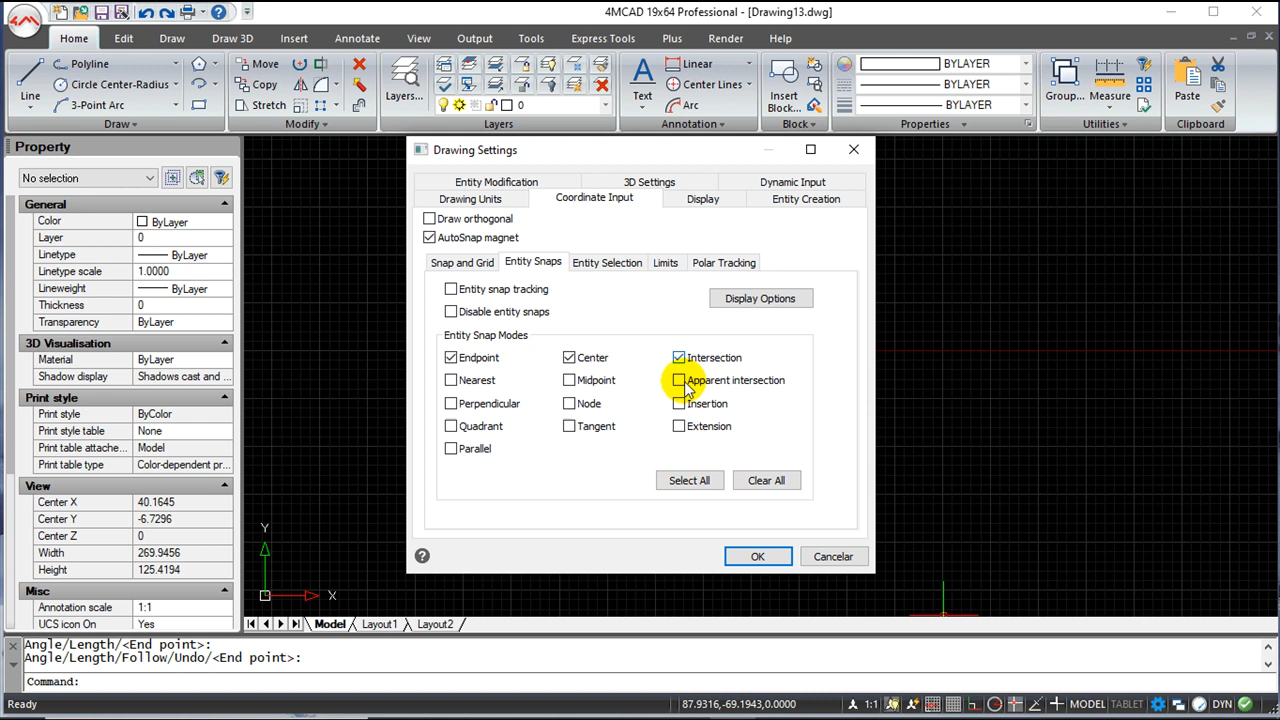 4MCAD 19x64 Professional - [Drawing13.dwg]
Home Edit Draw Draw 3D Insert Annotate View Output Tools Express Tools Plus Render Help
Line
Polyline
Circle Center-Radius
3-Point Arc
Draw
Move
Copy
Stretch
Modify
Layers...
0
Layers
Text
Linear
Center Lines
Arc
Annotation
Insert
Block...
Block
BYLAYER
BYLAYER
BYLAYER
Properties
Group...
Measure
Utilities
Paste
Clipboard
Property
No selection
General
Color ByLayer
Layer 0
Linetype ByLayer
Linetype scale 1.0000
Lineweight ByLayer
Thickness 0
Transparency ByLayer
3D Visualisation
Material ByLayer
Shadow display Shadows cast and ...
Print style
Print style ByColor
Print style table None
Print table attache... Model
Print table type Color-dependent pr...
View
Center X 40.1645
Center Y -6.7296
Center Z 0
Width 269.9456
Height 125.4194
Misc
Annotation scale 1:1
UCS icon On Yes
Drawing Settings
Entity Modification 3D Settings Dynamic Input
Drawing Units Coordinate Input Display Entity Creation
Draw orthogonal
AutoSnap magnet
Snap and Grid Entity Snaps Entity Selection Limits Polar Tracking
Entity snap tracking
Display Options
Disable entity snaps
Entity Snap Modes
Endpoint Center Intersection
Nearest Midpoint Apparent intersection
Perpendicular Node Insertion
Quadrant Tangent Extension
Parallel
Select All Clear All
OK Cancelar
Y
X
Model Layout1 Layout2
Angle/Length/<End point>:
Angle/Length/Follow/Undo/<End point>:
Command:
Ready 87.9316,-69.1943,0.0000 1:1 MODEL TABLET DYN